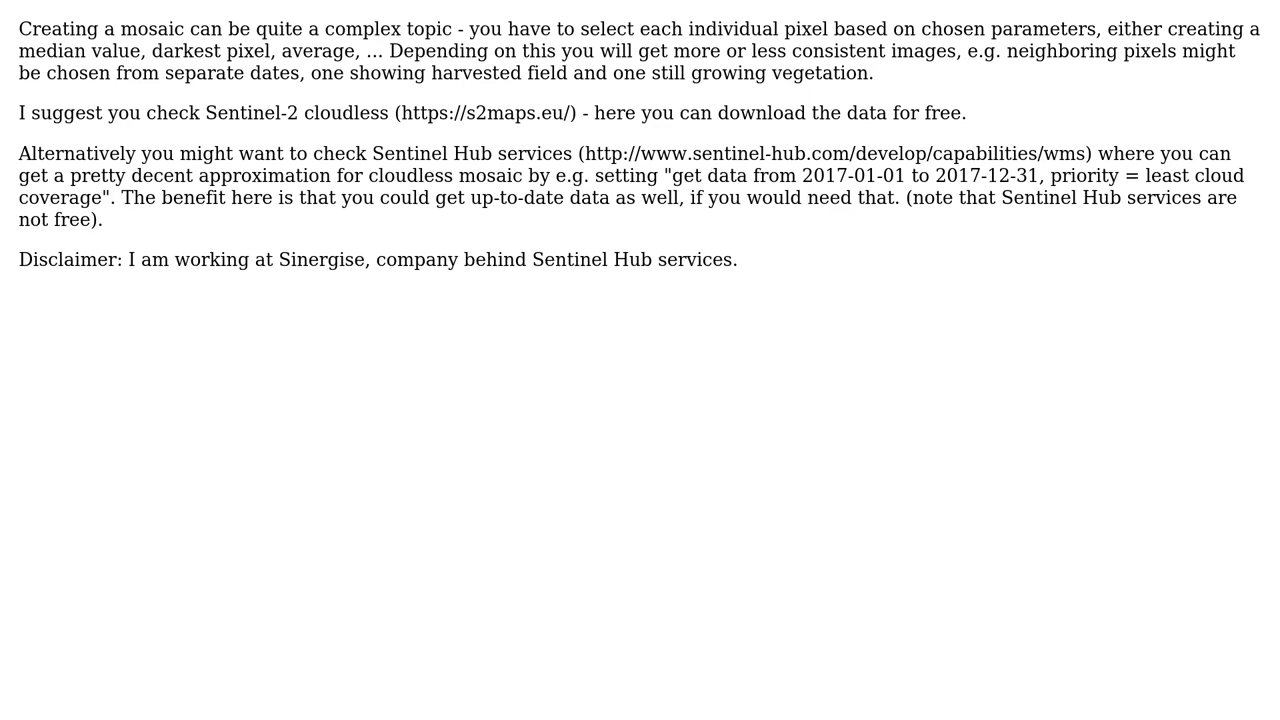 Creating a mosaic can be quite a complex topic - you have to select each individual pixel based on chosen parameters, either creating a
median value, darkest pixel, average, ... Depending on this you will get more or less consistent images, e.g. neighboring pixels might
be chosen from separate dates, one showing harvested field and one still growing vegetation.
I suggest you check Sentinel-2 cloudless (https://s2maps.eu/) - here you can download the data for free.
Alternatively you might want to check Sentinel Hub services (http://www.sentinel-hub.com/develop/capabilities/wms) where you can
get a pretty decent approximation for cloudless mosaic by e.g. setting "get data from 2017-01-01 to 2017-12-31, priority = least cloud
coverage". The benefit here is that you could get up-to-date data as well, if you would need that. (note that Sentinel Hub services are
not free).
Disclaimer: I am working at Sinergise, company behind Sentinel Hub services.